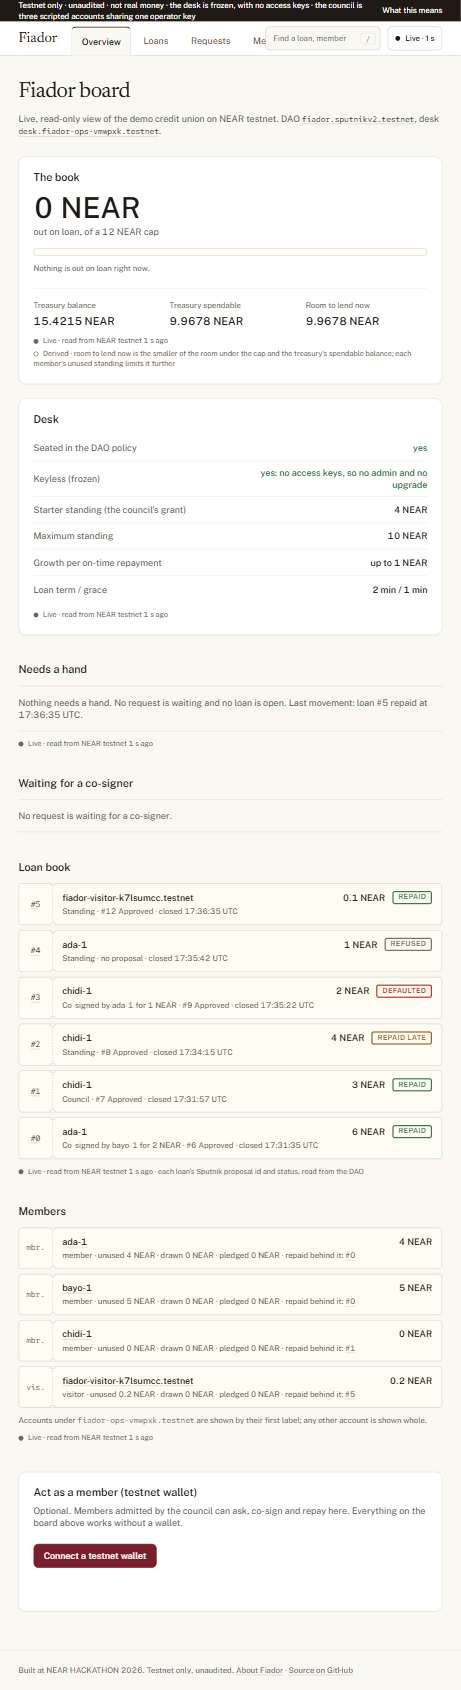 Testnet only · unaudited · not real money · the desk is frozen, with no access keys · the council is
three scripted accounts sharing one operator key
What this means
Fiador
Overview
Loans
Requests
Me
Find a loan, member
/
Live · 1 s
Fiador board
Live, read-only view of the demo credit union on NEAR testnet. DAO fiador.sputnikv2.testnet, desk
desk.fiador-ops-vmwpxk.testnet.
The book
0 NEAR
out on loan, of a 12 NEAR cap
Nothing is out on loan right now.
Treasury balance
Treasury spendable
Room to lend now
15.4215 NEAR
9.9678 NEAR
9.9678 NEAR
Live · read from NEAR testnet 1 s ago
Derived · room to lend now is the smaller of the room under the cap and the treasury's spendable balance; each
member's unused standing limits it further
Desk
Seated in the DAO policy
yes
Keyless (frozen)
yes: no access keys, so no admin and no
upgrade
Starter standing (the council's grant)
4 NEAR
Maximum standing
10 NEAR
Growth per on-time repayment
up to 1 NEAR
Loan term / grace
2 min / 1 min
Live · read from NEAR testnet 1 s ago
Needs a hand
Nothing needs a hand. No request is waiting and no loan is open. Last movement: loan #5 repaid at
17:36:35 UTC.
Live · read from NEAR testnet 1 s ago
Waiting for a co-signer
No request is waiting for a co-signer.
Loan book
#5
fiador-visitor-k7lsumcc.testnet
0.1 NEAR
REPAID
Standing · #12 Approved · closed 17:36:35 UTC
#4
ada-1
1 NEAR
REFUSED
Standing · no proposal · closed 17:35:42 UTC
#3
chidi-1
2 NEAR
DEFAULTED
Co-signed by ada-1 for 1 NEAR · #9 Approved · closed 17:35:22 UTC
#2
chidi-1
4 NEAR
REPAID LATE
Standing · #8 Approved · closed 17:34:15 UTC
#1
chidi-1
3 NEAR
REPAID
Council · #7 Approved · closed 17:31:57 UTC
#0
ada-1
6 NEAR
REPAID
Co-signed by bayo-1 for 2 NEAR · #6 Approved · closed 17:31:35 UTC
Live · read from NEAR testnet 1 s ago · each loan's Sputnik proposal id and status, read from the DAO
Members
mbr.
ada-1
4 NEAR
member · unused 4 NEAR · drawn 0 NEAR · pledged 0 NEAR · repaid behind it: #0
mbr.
bayo-1
5 NEAR
member · unused 5 NEAR · drawn 0 NEAR · pledged 0 NEAR · repaid behind it: #0
mbr.
chidi-1
0 NEAR
member · unused 0 NEAR · drawn 0 NEAR · pledged 0 NEAR · repaid behind it: #1
vis.
fiador-visitor-k7lsumcc.testnet
0.2 NEAR
visitor · unused 0.2 NEAR · drawn 0 NEAR · pledged 0 NEAR · repaid behind it: #5
Accounts under fiador-ops-vmwpxk.testnet are shown by their first label; any other account is shown whole.
Live · read from NEAR testnet 1 s ago
Act as a member (testnet wallet)
Optional. Members admitted by the council can ask, co-sign and repay here. Everything on the
board above works without a wallet.
Connect a testnet wallet
Built at NEAR HACKATHON 2026. Testnet only, unaudited. About Fiador · Source on GitHub